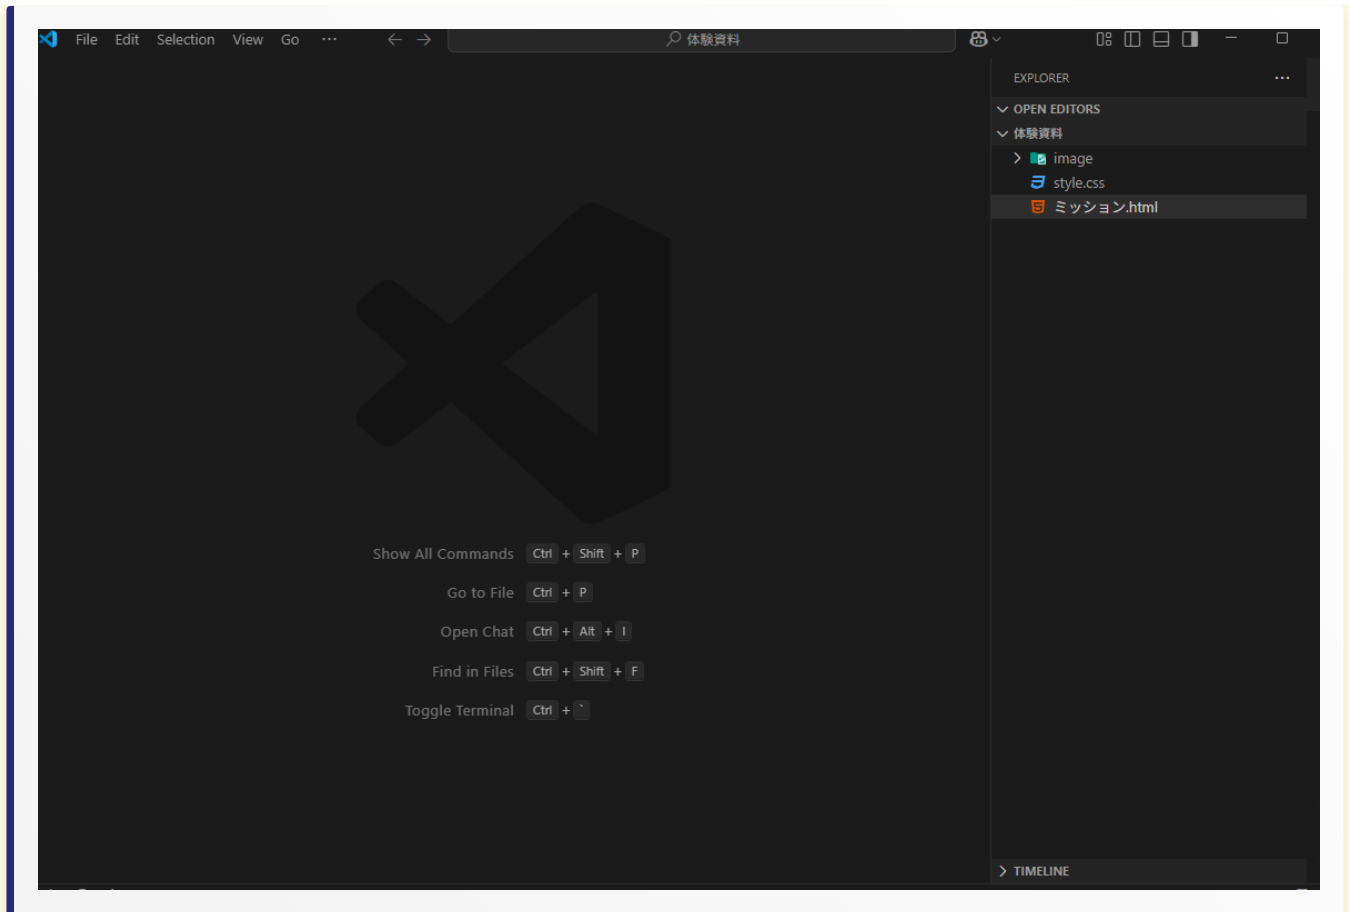 File Edit Selection View Go ... 体験資料
EXPLORER ...
OPEN EDITORS
体験資料
image
style.css
ミッション.html
Show All Commands Ctrl + Shift + P
Go to File Ctrl + P
Open Chat Ctrl + Alt + I
Find in Files Ctrl + Shift + F
Toggle Terminal Ctrl + `
TIMELINE